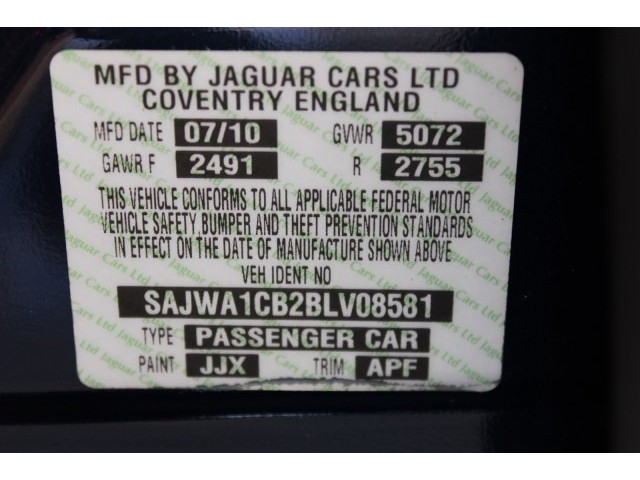 MFD BY JAGUAR CARS LTD
COVENTRY ENGLAND
MFD DATE 07/10 GVWR 5072
GAWR F 2491 R 2755
THIS VEHICLE CONFORMS TO ALL APPLICABLE FEDERAL MOTOR
VEHICLE SAFETY, BUMPER AND THEFT PREVENTION STANDARDS
IN EFFECT ON THE DATE OF MANUFACTURE SHOWN ABOVE
VEH IDENT NO
SAJWA1CB2BLV08581
TYPE PASSENGER CAR
PAINT JJX TRIM APF